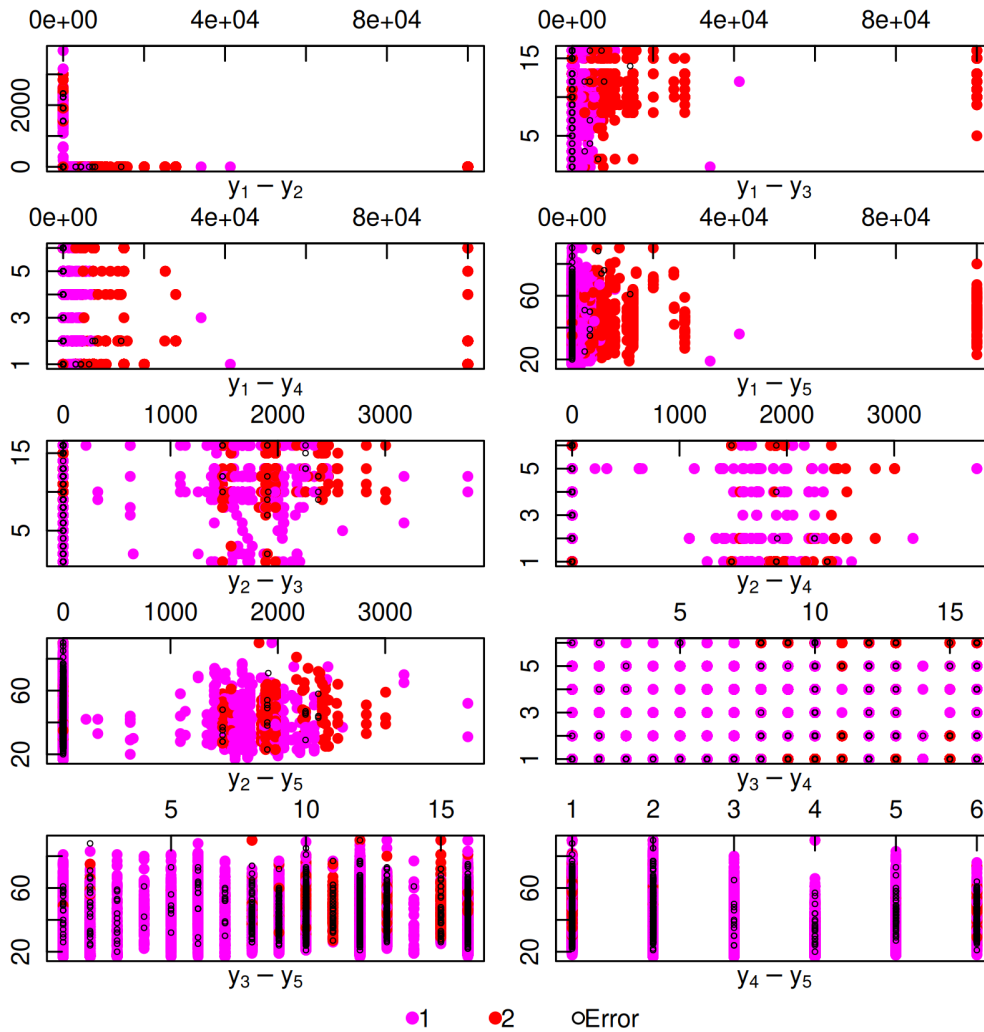 0e+00 4e+04 8e+04 0e+00 4e+04 8e+04
0 2000 5 15
y1 − y2 y1 − y3
0e+00 4e+04 8e+04 0e+00 4e+04 8e+04
1 3 5 20 60
y1 − y4 y1 − y5
0 1000 2000 3000 0 1000 2000 3000
5 15 1 3 5
y2 − y3 y2 − y4
0 1000 2000 3000 5 10 15
20 60 1 3 5
y2 − y5 y3 − y4
5 10 15 1 2 3 4 5 6
20 60 20 60
y3 − y5 y4 − y5
1 2 Error